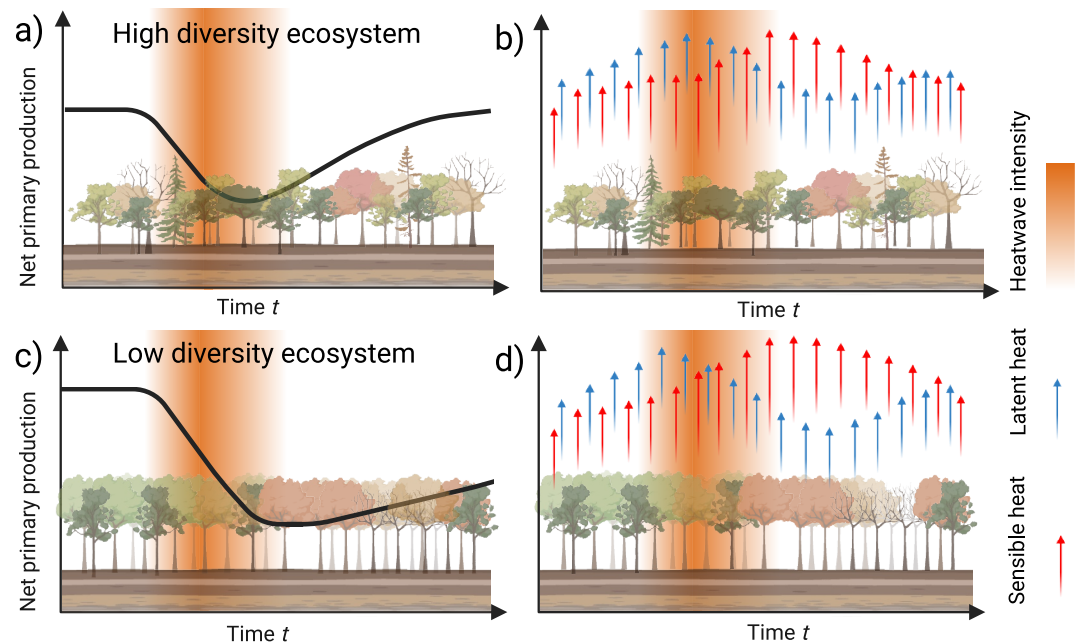 a)
High diversity ecosystem
Net primary production
Time t
b)
Time t
Heatwave intensity
c)
Low diversity ecosystem
Net primary production
Time t
d)
Time t
Latent heat
Sensible heat